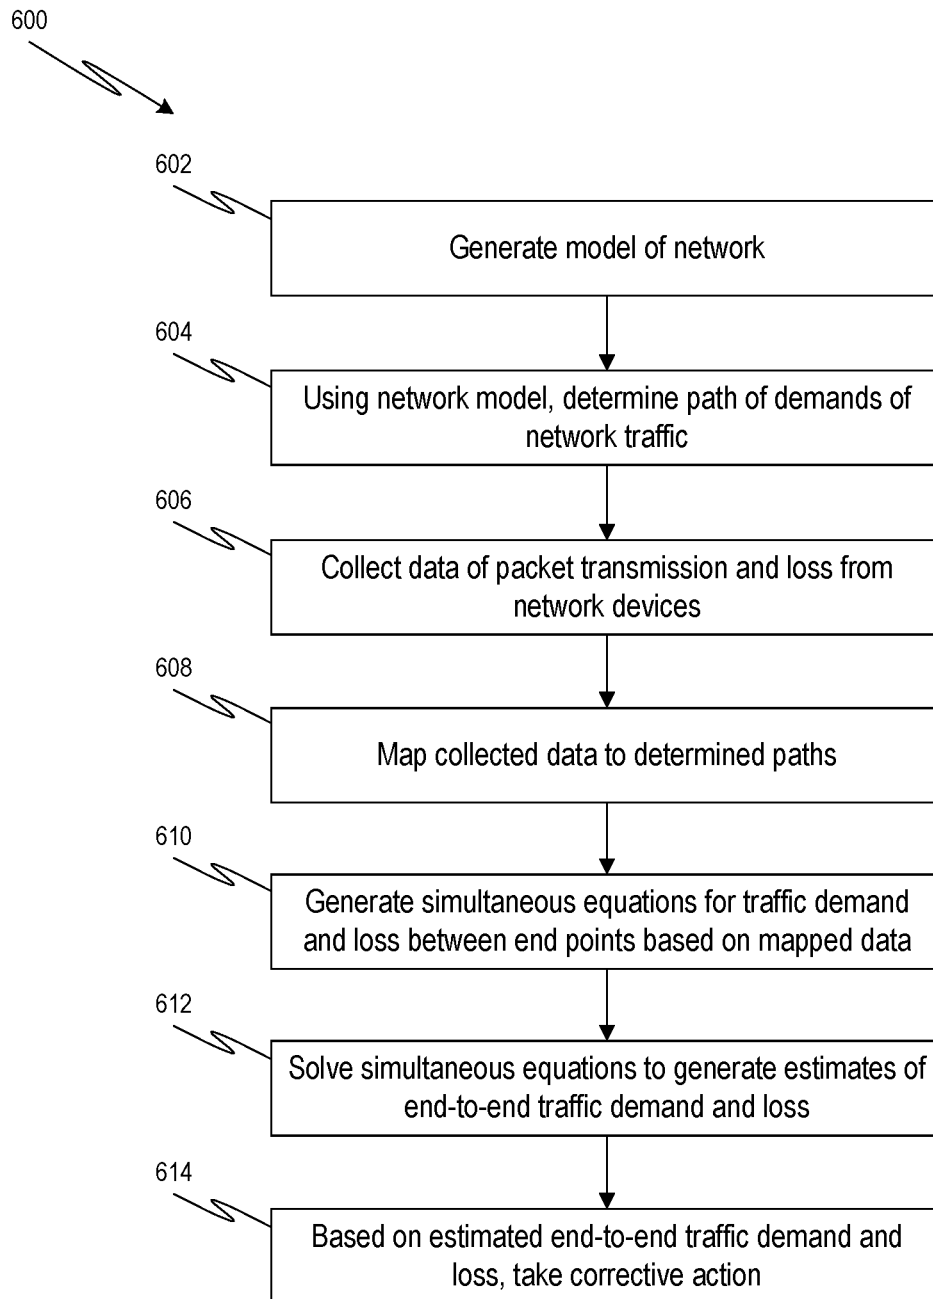 600
602
Generate model of network
604
Using network model, determine path of demands of
network traffic
606
Collect data of packet transmission and loss from
network devices
608
Map collected data to determined paths
610
Generate simultaneous equations for traffic demand
and loss between end points based on mapped data
612
Solve simultaneous equations to generate estimates of
end-to-end traffic demand and loss
614
Based on estimated end-to-end traffic demand and
loss, take corrective action